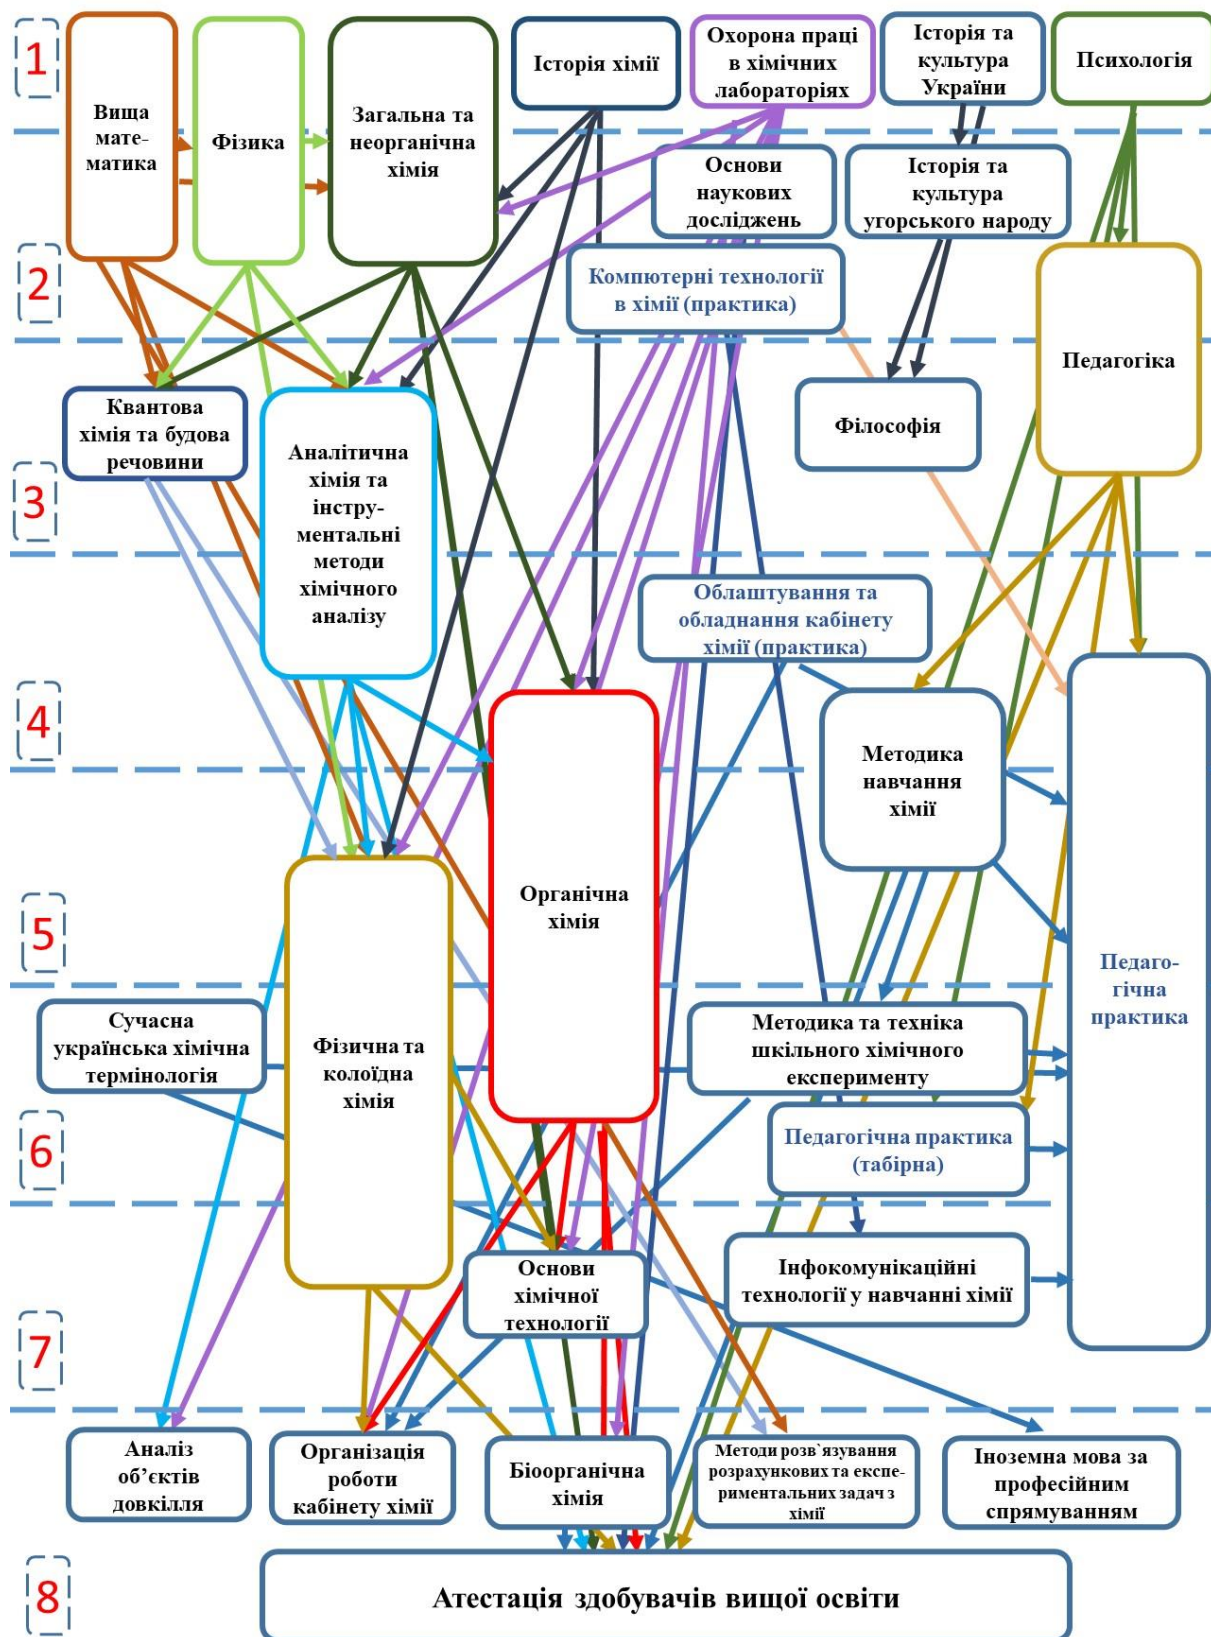 1
Вища
мате-
матика
Фізика
Загальна та
неорганічна
хімія
Історія хімії
Охорона праці
в хімічних
лабораторіях
Історія та
культура
України
Психологія
Основи
наукових
досліджень
Історія та
культура
угорського народу
2
Компютерні технології
в хімії (практика)
Педагогіка
Квантова
хімія та будова
речовини
Філософія
3
Аналітична
хімія та
інстру-
ментальні
методи
хімічного
аналізу
Облаштування та
обладнання кабінету
хімії (практика)
4
Методика
навчання
хімії
5
Органічна
хімія
Педаго-
гічна
практика
Сучасна
українська хімічна
термінологія
Фізична та
колоїдна
хімія
Методика та техніка
шкільного хімічного
експерименту
6
Педагогічна практика
(табірна)
Основи
хімічної
технології
Інфокомунікаційні
технології у навчанні хімії
7
Аналіз
об’єктів
довкілля
Організація
роботи
кабінету хімії
Біоорганічна
хімія
Методи розв`язування
розрахункових та експе-
риментальних задач з
хімії
Іноземна мова за
професійним
спрямуванням
8
Атестація здобувачів вищої освіти